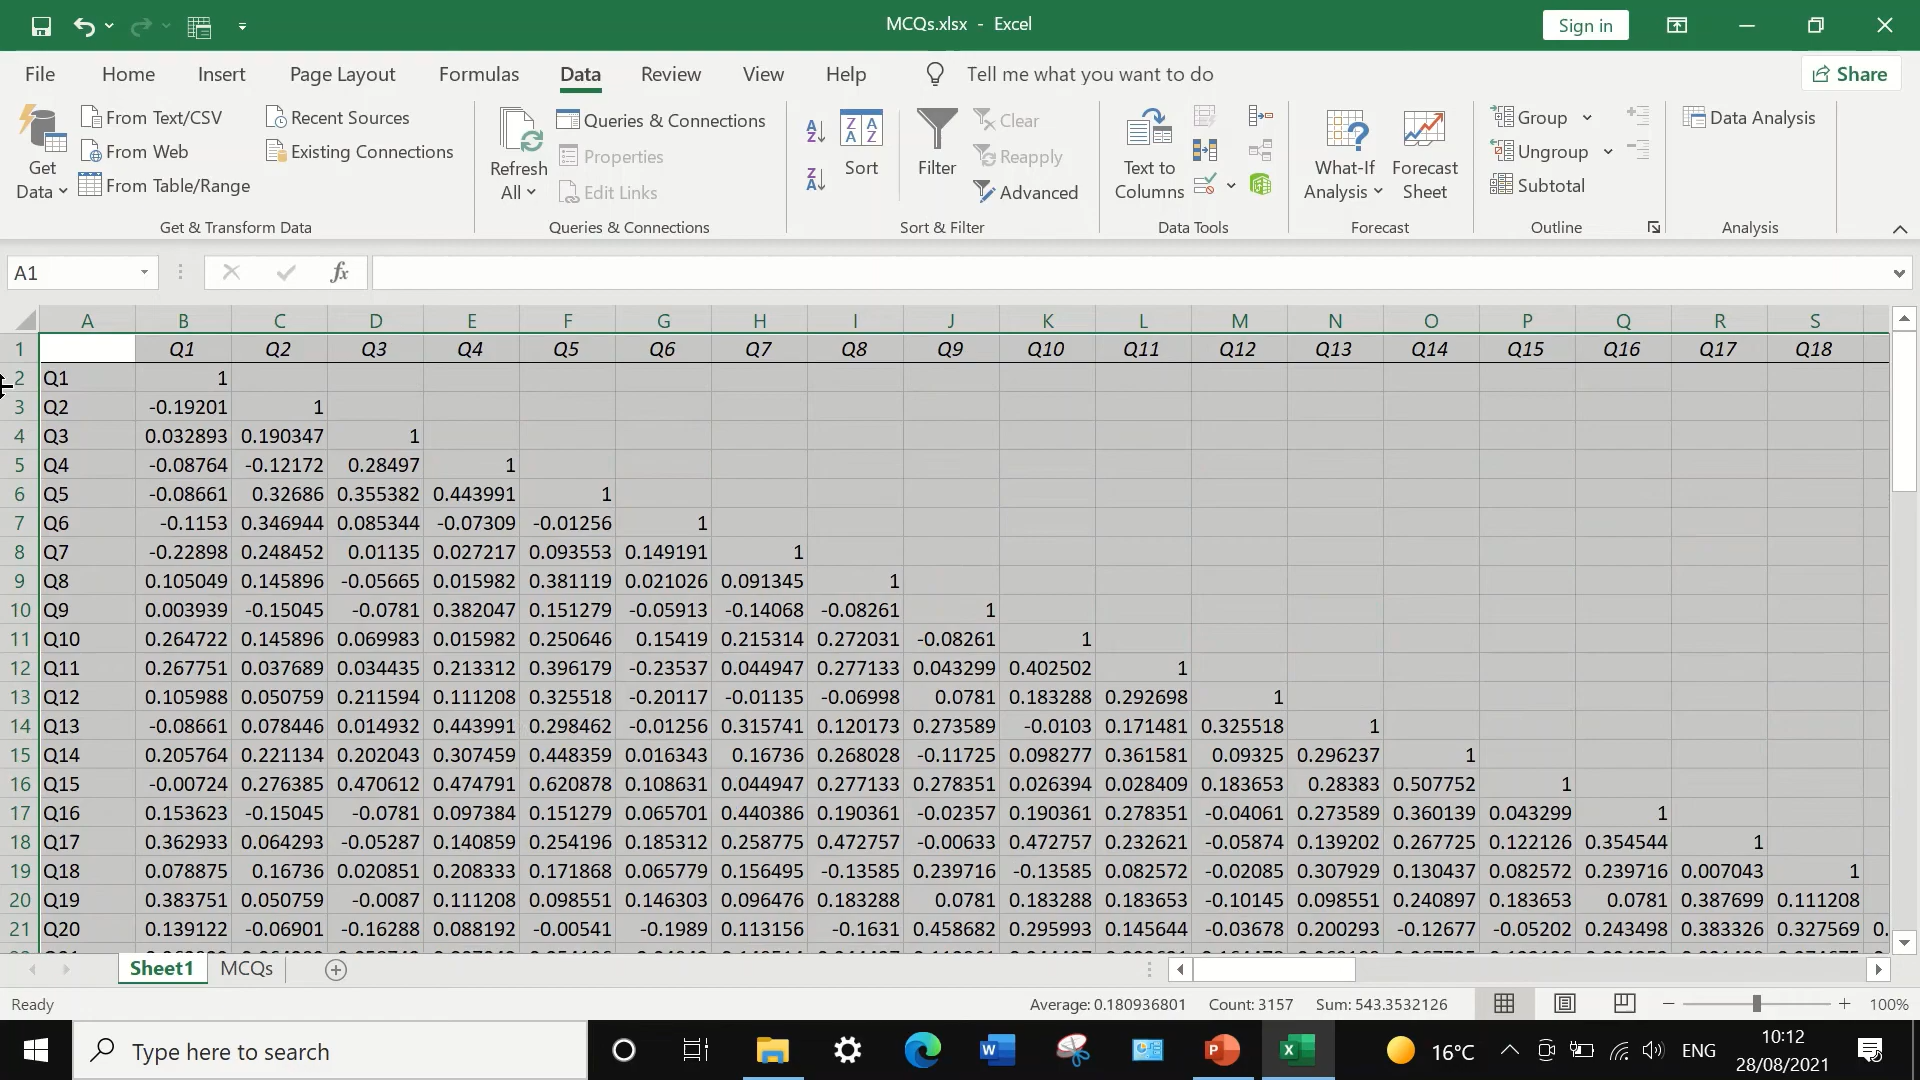 MCQs.xlsx - Excel
Sign in
File Home Insert Page Layout Formulas Data Review View Help Tell me what you want to do Share
Get Data
From Text/CSV
From Web
From Table/Range
Recent Sources
Existing Connections
Get & Transform Data
Refresh All
Queries & Connections
Properties
Edit Links
Queries & Connections
Sort
Filter
Clear
Reapply
Advanced
Sort & Filter
Text to Columns
Data Tools
What-If Analysis
Forecast Sheet
Forecast
Group
Ungroup
Subtotal
Outline
Data Analysis
Analysis
A1 fx
A B C D E F G H I J K L M N O P Q R S
1 Q1 Q2 Q3 Q4 Q5 Q6 Q7 Q8 Q9 Q10 Q11 Q12 Q13 Q14 Q15 Q16 Q17 Q18
2 Q1 1
3 Q2 -0.19201 1
4 Q3 0.032893 0.190347 1
5 Q4 -0.08764 -0.12172 0.28497 1
6 Q5 -0.08661 0.32686 0.355382 0.443991 1
7 Q6 -0.1153 0.346944 0.085344 -0.07309 -0.01256 1
8 Q7 -0.22898 0.248452 0.01135 0.027217 0.093553 0.149191 1
9 Q8 0.105049 0.145896 -0.05665 0.015982 0.381119 0.021026 0.091345 1
10 Q9 0.003939 -0.15045 -0.0781 0.382047 0.151279 -0.05913 -0.14068 -0.08261 1
11 Q10 0.264722 0.145896 0.069983 0.015982 0.250646 0.15419 0.215314 0.272031 -0.08261 1
12 Q11 0.267751 0.037689 0.034435 0.213312 0.396179 -0.23537 0.044947 0.277133 0.043299 0.402502 1
13 Q12 0.105988 0.050759 0.211594 0.111208 0.325518 -0.20117 -0.01135 -0.06998 0.0781 0.183288 0.292698 1
14 Q13 -0.08661 0.078446 0.014932 0.443991 0.298462 -0.01256 0.315741 0.120173 0.273589 -0.0103 0.171481 0.325518 1
15 Q14 0.205764 0.221134 0.202043 0.307459 0.448359 0.016343 0.16736 0.268028 -0.11725 0.098277 0.361581 0.09325 0.296237 1
16 Q15 -0.00724 0.276385 0.470612 0.474791 0.620878 0.108631 0.044947 0.277133 0.278351 0.026394 0.028409 0.183653 0.28383 0.507752 1
17 Q16 0.153623 -0.15045 -0.0781 0.097384 0.151279 0.065701 0.440386 0.190361 -0.02357 0.190361 0.278351 -0.04061 0.273589 0.360139 0.043299 1
18 Q17 0.362933 0.064293 -0.05287 0.140859 0.254196 0.185312 0.258775 0.472757 -0.00633 0.472757 0.232621 -0.05874 0.139202 0.267725 0.122126 0.354544 1
19 Q18 0.078875 0.16736 0.020851 0.208333 0.171868 0.065779 0.156495 -0.13585 0.239716 -0.13585 0.082572 -0.02085 0.307929 0.130437 0.082572 0.239716 0.007043 1
20 Q19 0.383751 0.050759 -0.0087 0.111208 0.098551 0.146303 0.096476 0.183288 0.0781 0.183288 0.183653 -0.10145 0.098551 0.240897 0.183653 0.0781 0.387699 0.111208
21 Q20 0.139122 -0.06901 -0.16288 0.088192 -0.00541 -0.1989 0.113156 -0.1631 0.458682 0.295993 0.145644 -0.03678 0.200293 -0.12677 -0.05202 0.243498 0.383326 0.327569 0.
Sheet1 MCQs
Ready Average: 0.180936801 Count: 3157 Sum: 543.3532126 100%
Type here to search
16°C ENG 10:12
28/08/2021